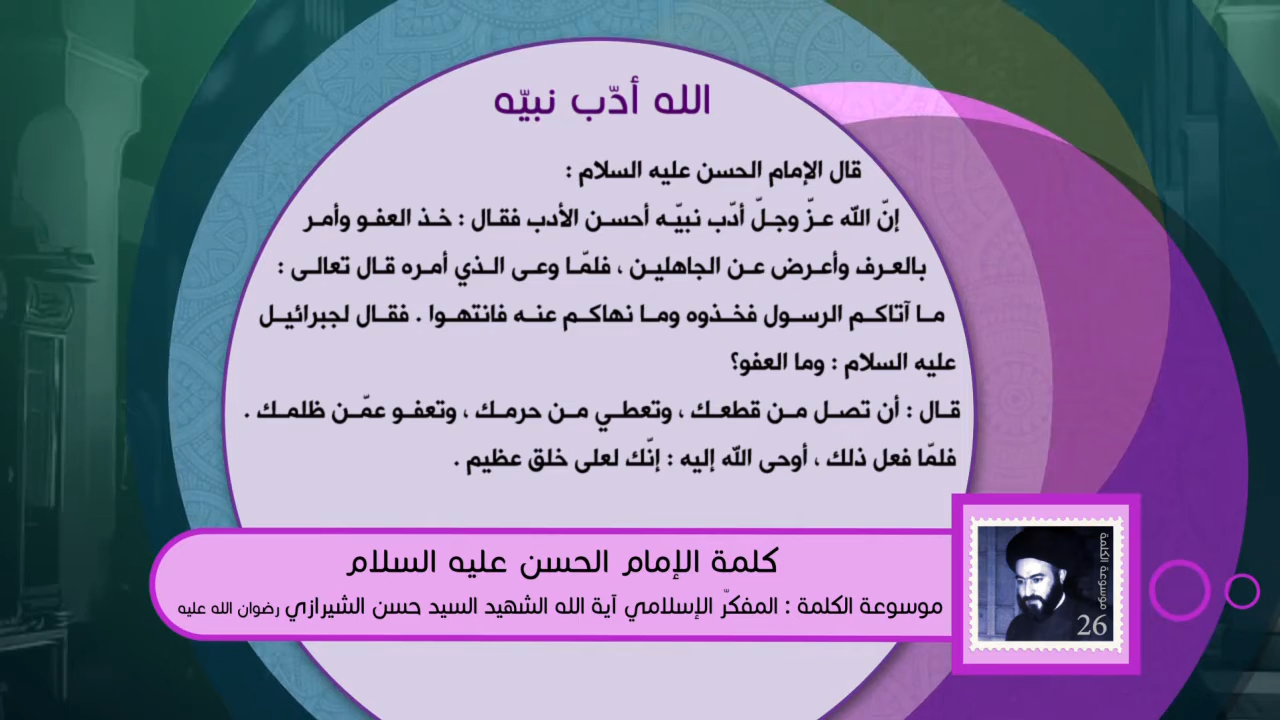 الله أدّب نبيّه
قال الإمام الحسن عليه السلام :
إنّ الله عزّ وجلّ أدّب نبيّه أحسن الأدب فقال : خذ العفو وأمر
بالعرف وأعرض عن الجاهلين ، فلمّا وعى الذي أمره قال تعالى :
ما آتاكم الرسول فخذوه وما نهاكم عنه فانتهوا . فقال لجبرائيل
عليه السلام : وما العفو؟
قال : أن تصل من قطعك ، وتعطي من حرمك ، وتعفو عمّن ظلمك .
فلمّا فعل ذلك ، أوحى الله إليه : إنّك لعلى خلق عظيم .
كلمة الإمام الحسن عليه السلام
موسوعة الكلمة : المفكرّ الإسلامي آية الله الشهيد السيد حسن الشيرازي رضوان الله عليه
موسوعة الكلمة
26